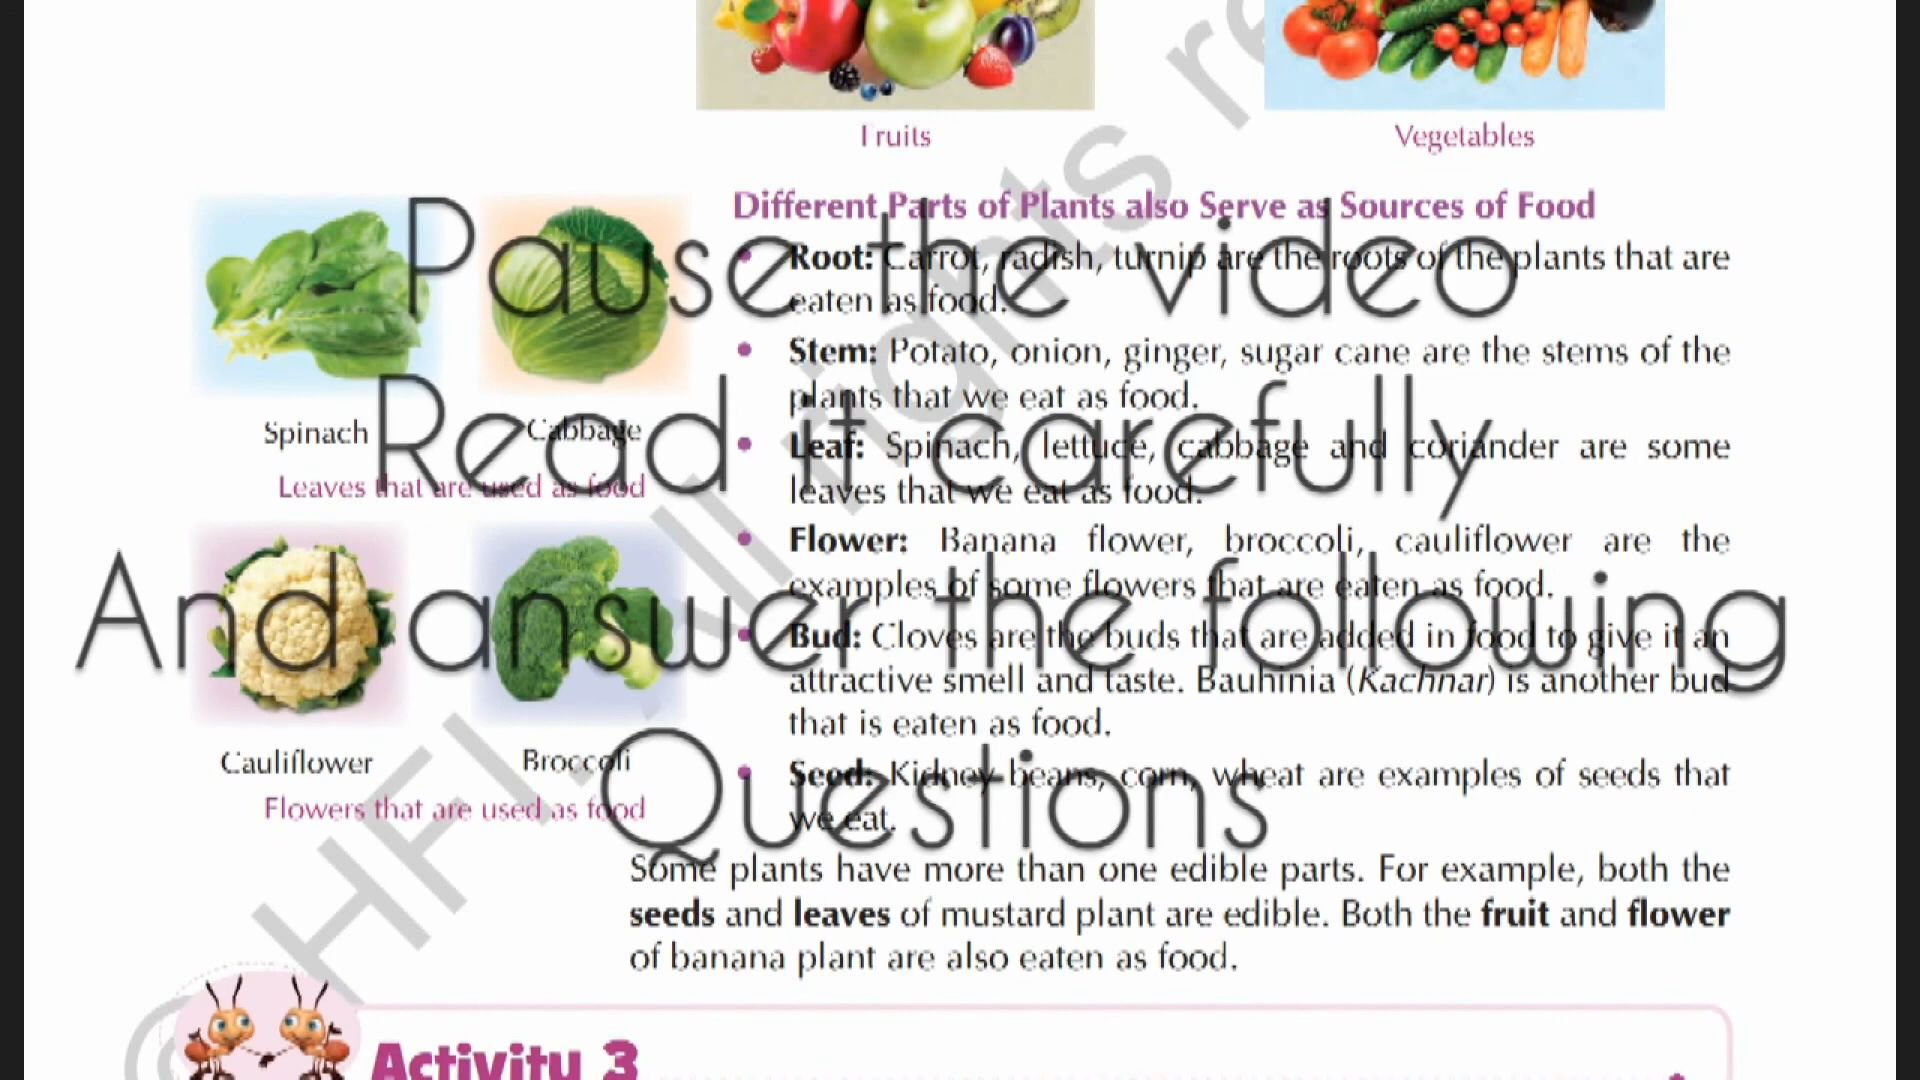 Fruits
Vegetables
Different Parts of Plants also Serve as Sources of Food
Root: Carrot, radish, turnip are the roots of the plants that are
eaten as food.
Stem: Potato, onion, ginger, sugar cane are the stems of the
plants that we eat as food.
Leaf: Spinach, lettuce, cabbage and coriander are some
leaves that we eat as food.
Flower: Banana flower, broccoli, cauliflower are the
examples of some flowers that are eaten as food.
Bud: Cloves are the buds that are added in food to give it an
attractive smell and taste. Bauhinia (Kachnar) is another bud
that is eaten as food.
Seed: Kidney beans, corn, wheat are examples of seeds that
we eat.
Some plants have more than one edible parts. For example, both the
seeds and leaves of mustard plant are edible. Both the fruit and flower
of banana plant are also eaten as food.
Spinach
Cabbage
Leaves that are used as food
Cauliflower
Broccoli
Flowers that are used as food
Activity 3
Pause the video
Read it carefully
And answer the following
Questions
© HFI. All rights re